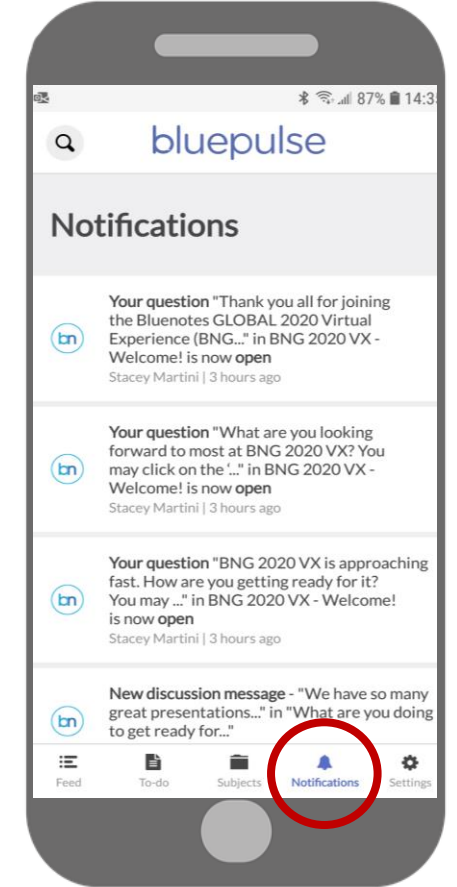 87% 14:3
bluepulse
Notifications
Your question "Thank you all for joining
the Bluenotes GLOBAL 2020 Virtual
Experience (BNG..." in BNG 2020 VX -
Welcome! is now open
Stacey Martini | 3 hours ago
bn
Your question "What are you looking
forward to most at BNG 2020 VX? You
may click on the '..." in BNG 2020 VX -
Welcome! is now open
Stacey Martini | 3 hours ago
bn
Your question "BNG 2020 VX is approaching
fast. How are you getting ready for it?
You may ..." in BNG 2020 VX - Welcome!
is now open
Stacey Martini | 3 hours ago
bn
New discussion message - "We have so many
great presentations..." in "What are you doing
to get ready for..."
bn
Feed To-do Subjects Notifications Settings